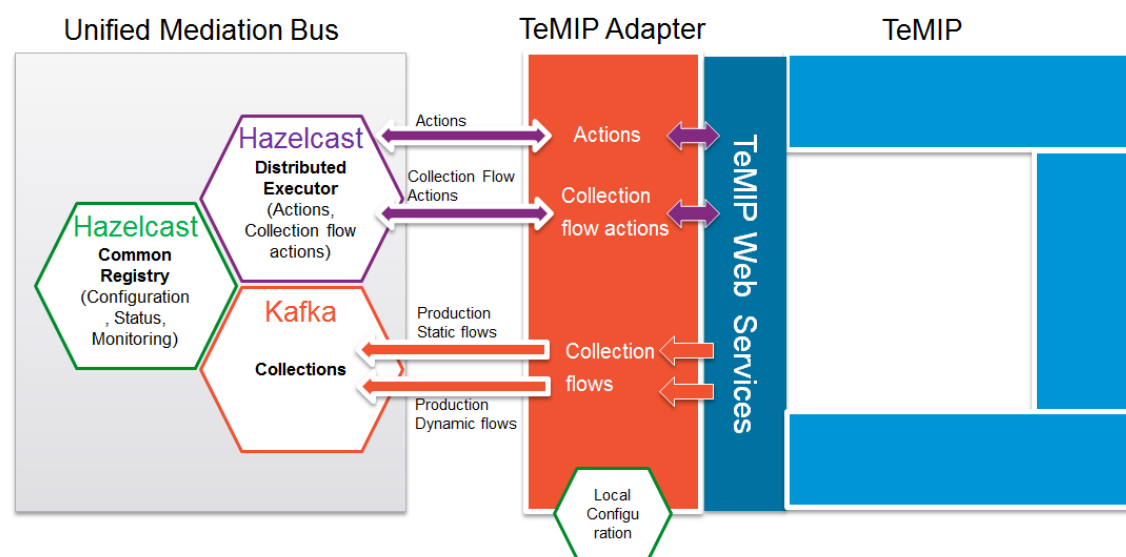 Unified Mediation Bus
TeMIP Adapter
TeMIP
Hazelcast
Distributed
Executor
(Actions,
Collection flow
actions)
Hazelcast
Common
Registry
(Configuration
, Status,
Monitoring)
Kafka
Collections
Actions
Collection Flow
Actions
Production
Static flows
Production
Dynamic flows
Actions
Collection
flow actions
Collection
flows
Local
Configu
ration
TeMIP Web Services